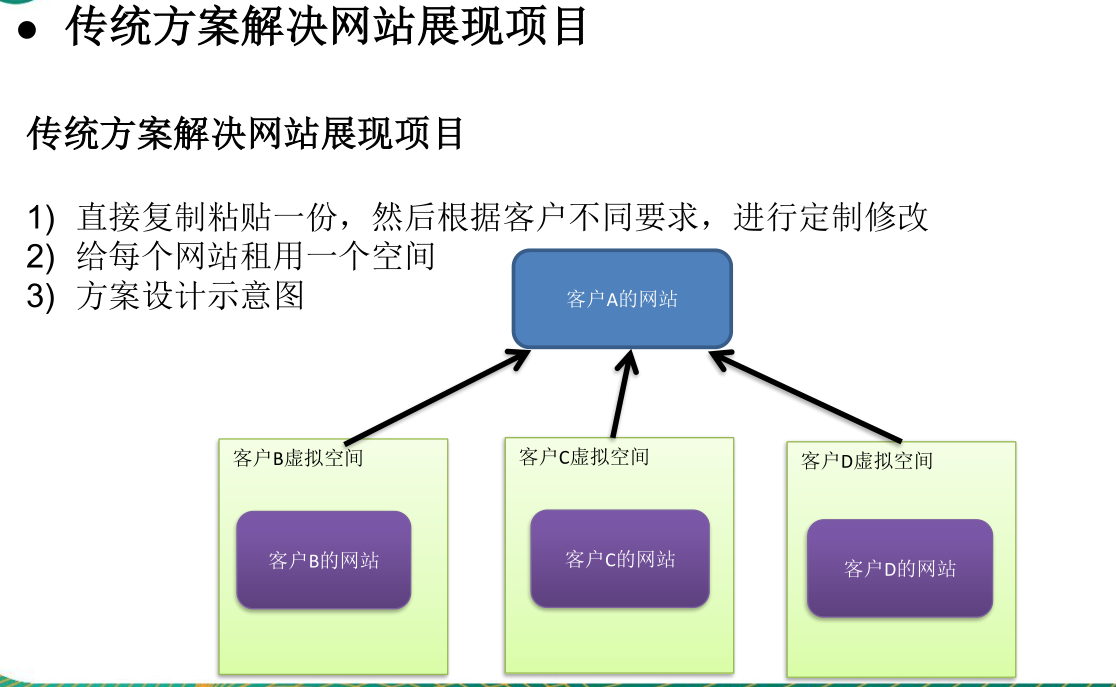 ● 传统方案解决网站展现项目
传统方案解决网站展现项目
1) 直接复制粘贴一份，然后根据客户不同要求，进行定制修改
2) 给每个网站租用一个空间
3) 方案设计示意图
客户A的网站
客户B虚拟空间
客户B的网站
客户C虚拟空间
客户C的网站
客户D虚拟空间
客户D的网站